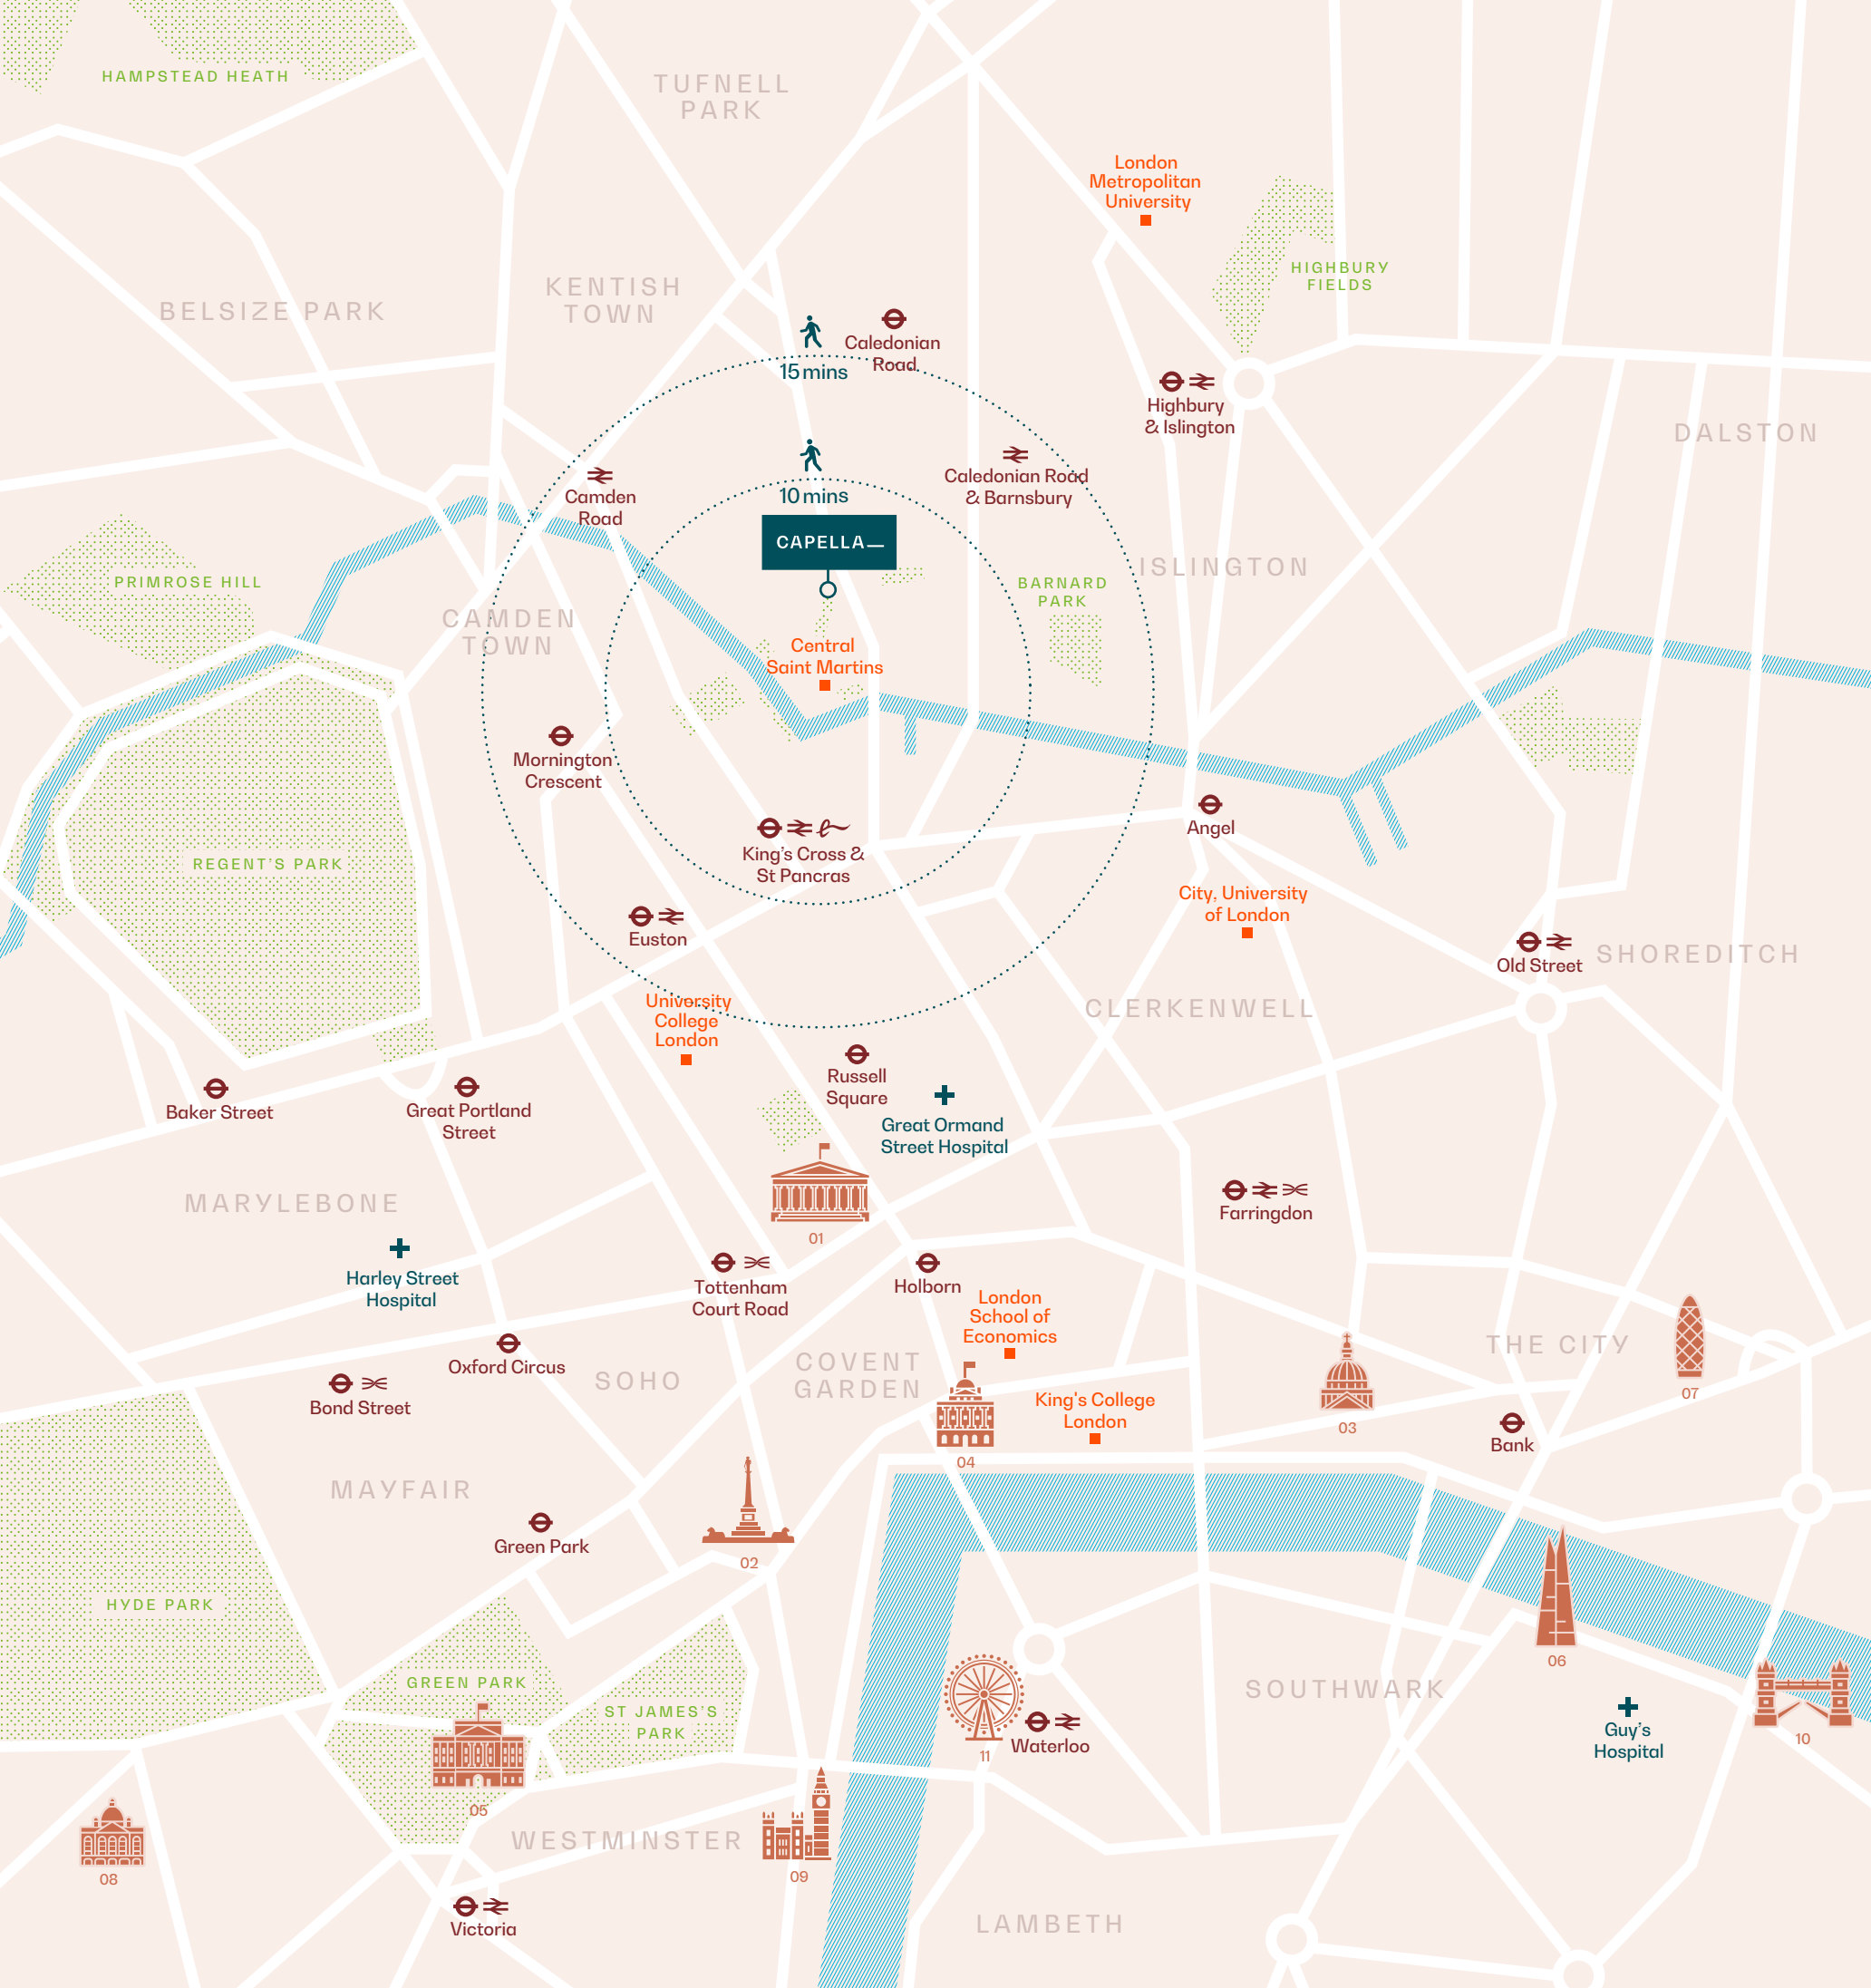 HAMPSTEAD HEATH
TUFNELL
PARK
London
Metropolitan
University
HIGHBURY
FIELDS
BELSIZE PARK
KENTISH
TOWN
Caledonian
Road
15 mins
Highbury
& Islington
DALSTON
Camden
Road
10 mins
Caledonian Road
& Barnsbury
CAPELLA_
ISLINGTON
PRIMROSE HILL
BARNARD
PARK
CAMDEN
TOWN
Central
Saint Martins
Mornington
Crescent
Angel
King's Cross &
St Pancras
REGENT'S PARK
City, University
of London
Euston
Old Street
SHOREDITCH
University
College
London
CLERKENWELL
Russell
Square
Baker Street
Great Portland
Street
Great Ormand
Street Hospital
MARYLEBONE
Farringdon
01
Harley Street
Hospital
Tottenham
Court Road
Holborn
London
School of
Economics
Oxford Circus
SOHO
COVENT
GARDEN
THE CITY
07
Bond Street
King's College
London
03
Bank
04
MAYFAIR
Green Park
02
HYDE PARK
06
GREEN PARK
ST JAMES'S
PARK
SOUTHWARK
Guy's
Hospital
10
Waterloo
11
05
WESTMINSTER
08
09
Victoria
LAMBETH